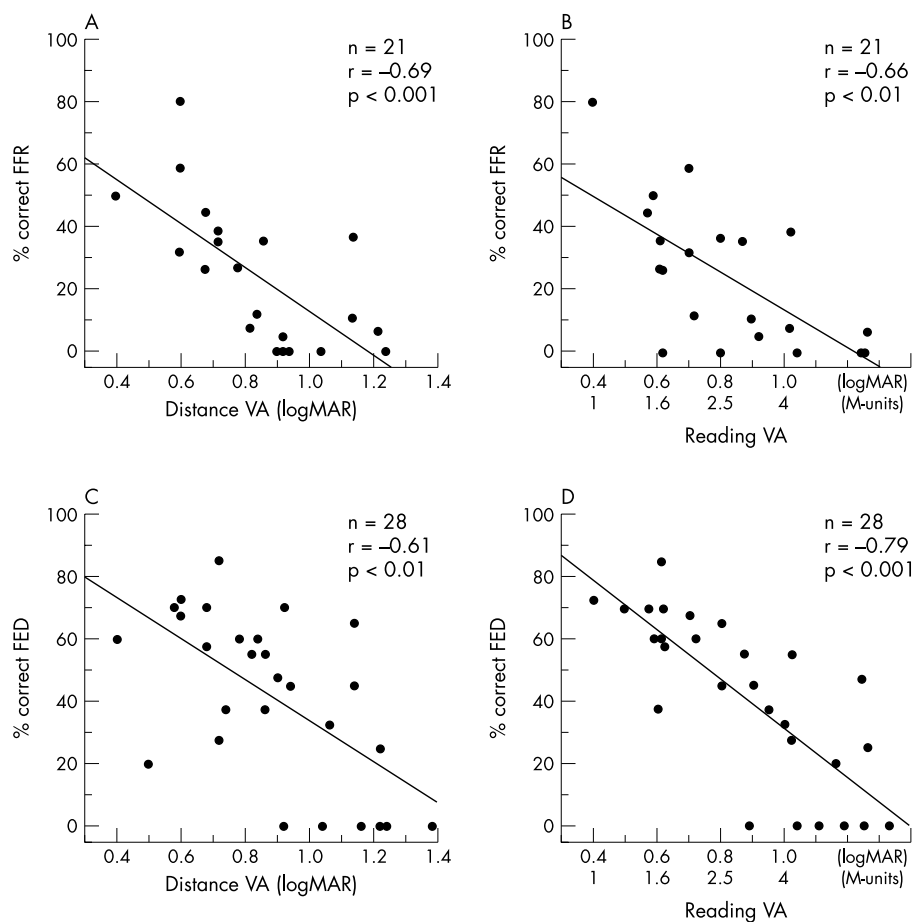 A
n = 21
r = –0.69
p < 0.001
% correct FFR
100
80
60
40
20
0
0.4 0.6 0.8 1.0 1.2 1.4
Distance VA (logMAR)
B
n = 21
r = –0.66
p < 0.01
% correct FFR
100
80
60
40
20
0
0.4 0.6 0.8 1.0 (logMAR)
1 1.6 2.5 4 (M-units)
Reading VA
C
n = 28
r = –0.61
p < 0.01
% correct FED
100
80
60
40
20
0
0.4 0.6 0.8 1.0 1.2 1.4
Distance VA (logMAR)
D
n = 28
r = –0.79
p < 0.001
% correct FED
100
80
60
40
20
0
0.4 0.6 0.8 1.0 (logMAR)
1 1.6 2.5 4 (M-units)
Reading VA